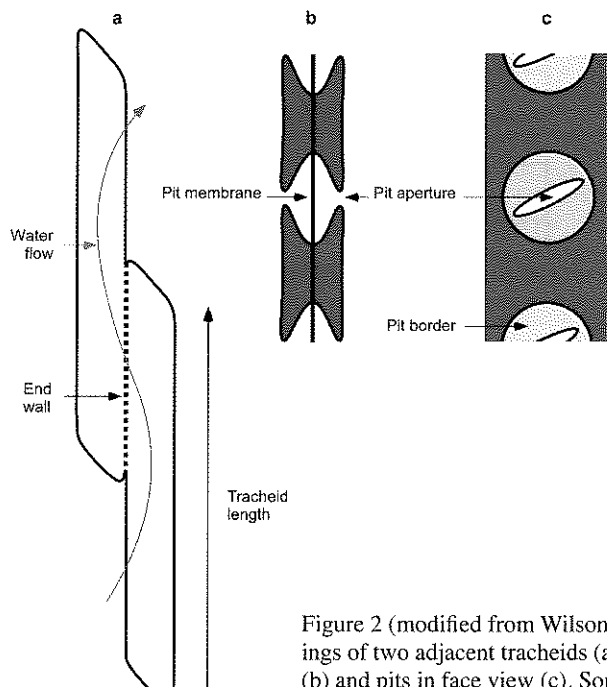 a
b
c
Pit membrane
Pit aperture
Water
flow
Pit border
End
wall
Tracheid
length
Figure 2 (modified from Wilson
ings of two adjacent tracheids (a
(b) and pits in face view (c). Sor